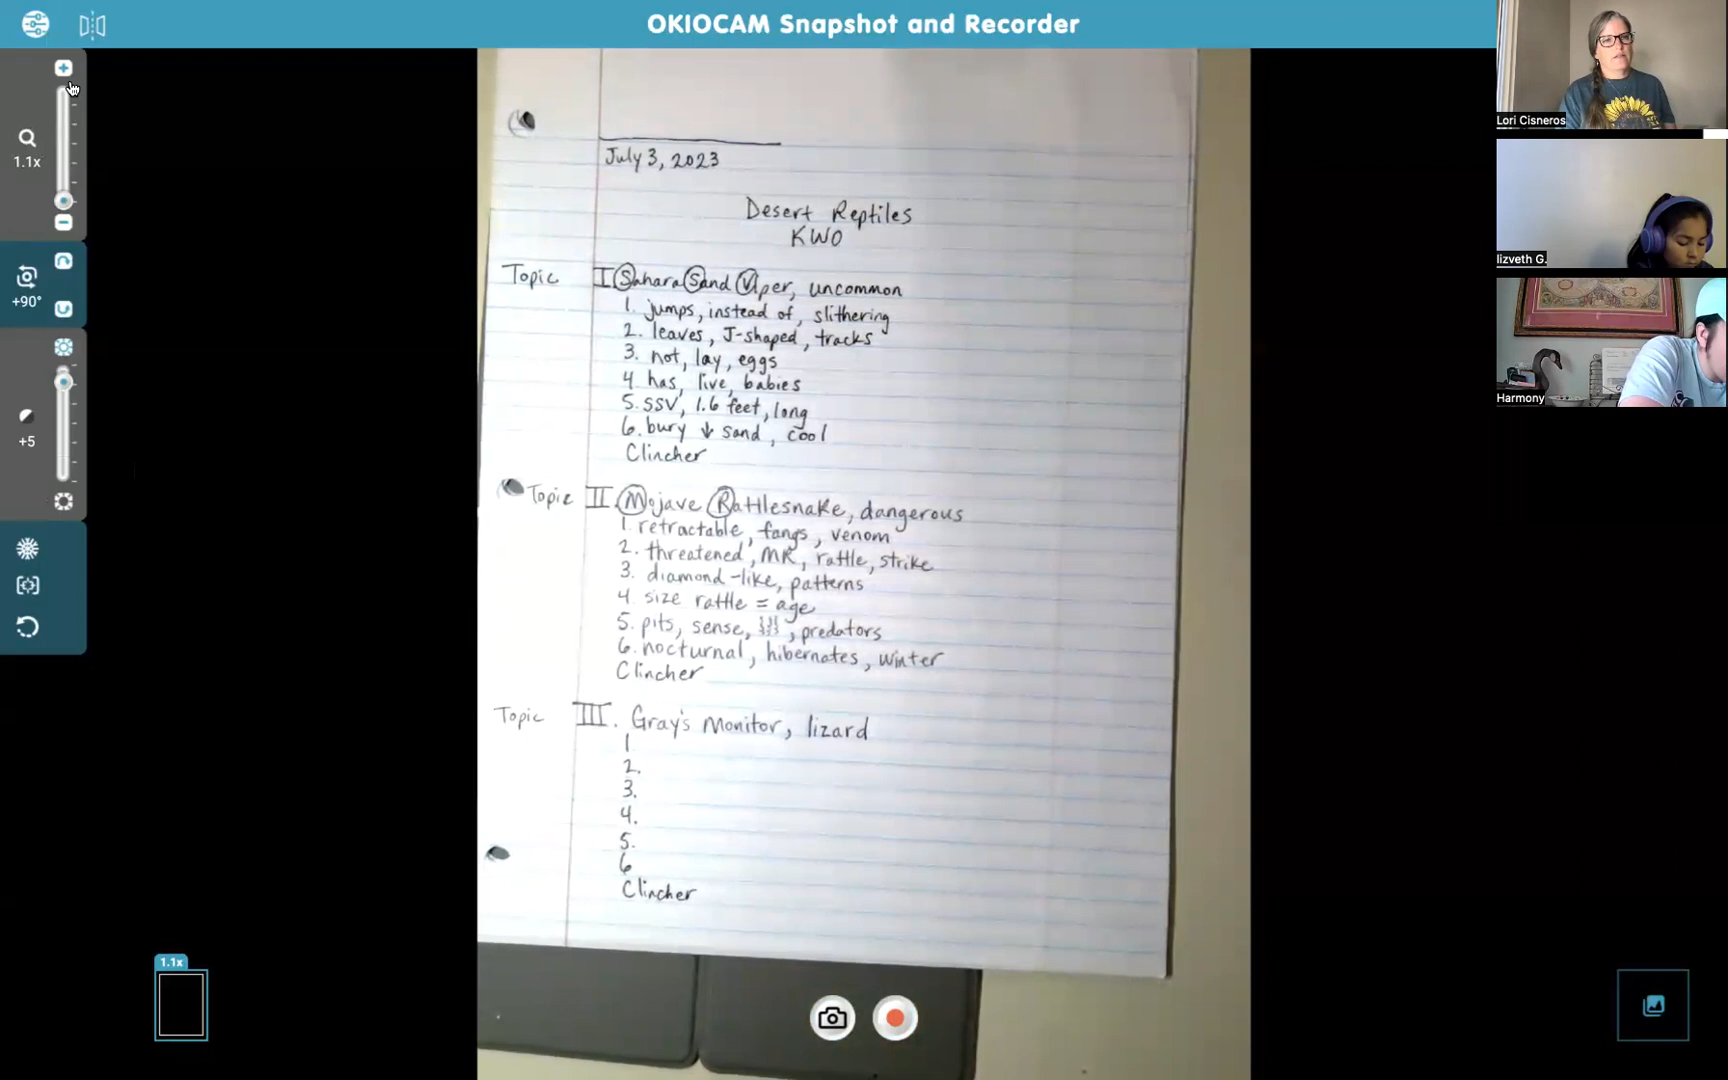 OKIOCAM Snapshot and Recorder
1.1x
+90°
+5
1.1x
Lori Cisneros
lizveth G.
Harmony
July 3, 2023
Desert Reptiles
KWO
Topic I Sahara Sand Viper, uncommon
1. jumps, instead of, slithering
2. leaves, J-shaped, tracks
3. not, lay, eggs
4 has, live, babies
5. SSV, 1.6 feet, long
6. bury ↓ sand, cool
Clincher
Topic II. Mojave Rattlesnake, dangerous
1. retractable, fangs, venom
2. threatened, MR, rattle, strike
3. diamond-like, patterns
4 size rattle = age
5. pits, sense, , predators
6. nocturnal, hibernates, winter
Clincher
Topic III. Gray's Monitor, lizard
1
2.
3.
4.
5.
6
Clincher